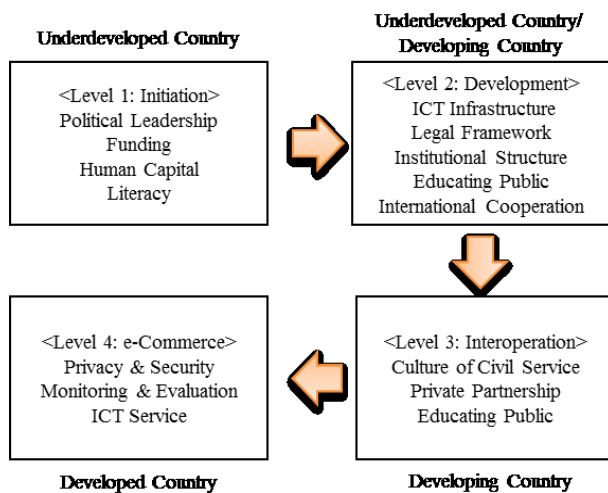 Underdeveloped Country
<Level 1: Initiation>
Political Leadership
Funding
Human Capital
Literacy
Underdeveloped Country/
Developing Country
<Level 2: Development>
ICT Infrastructure
Legal Framework
Institutional Structure
Educating Public
International Cooperation
<Level 3: Interoperation>
Culture of Civil Service
Private Partnership
Educating Public
Developing Country
<Level 4: e-Commerce>
Privacy & Security
Monitoring & Evaluation
ICT Service
Developed Country